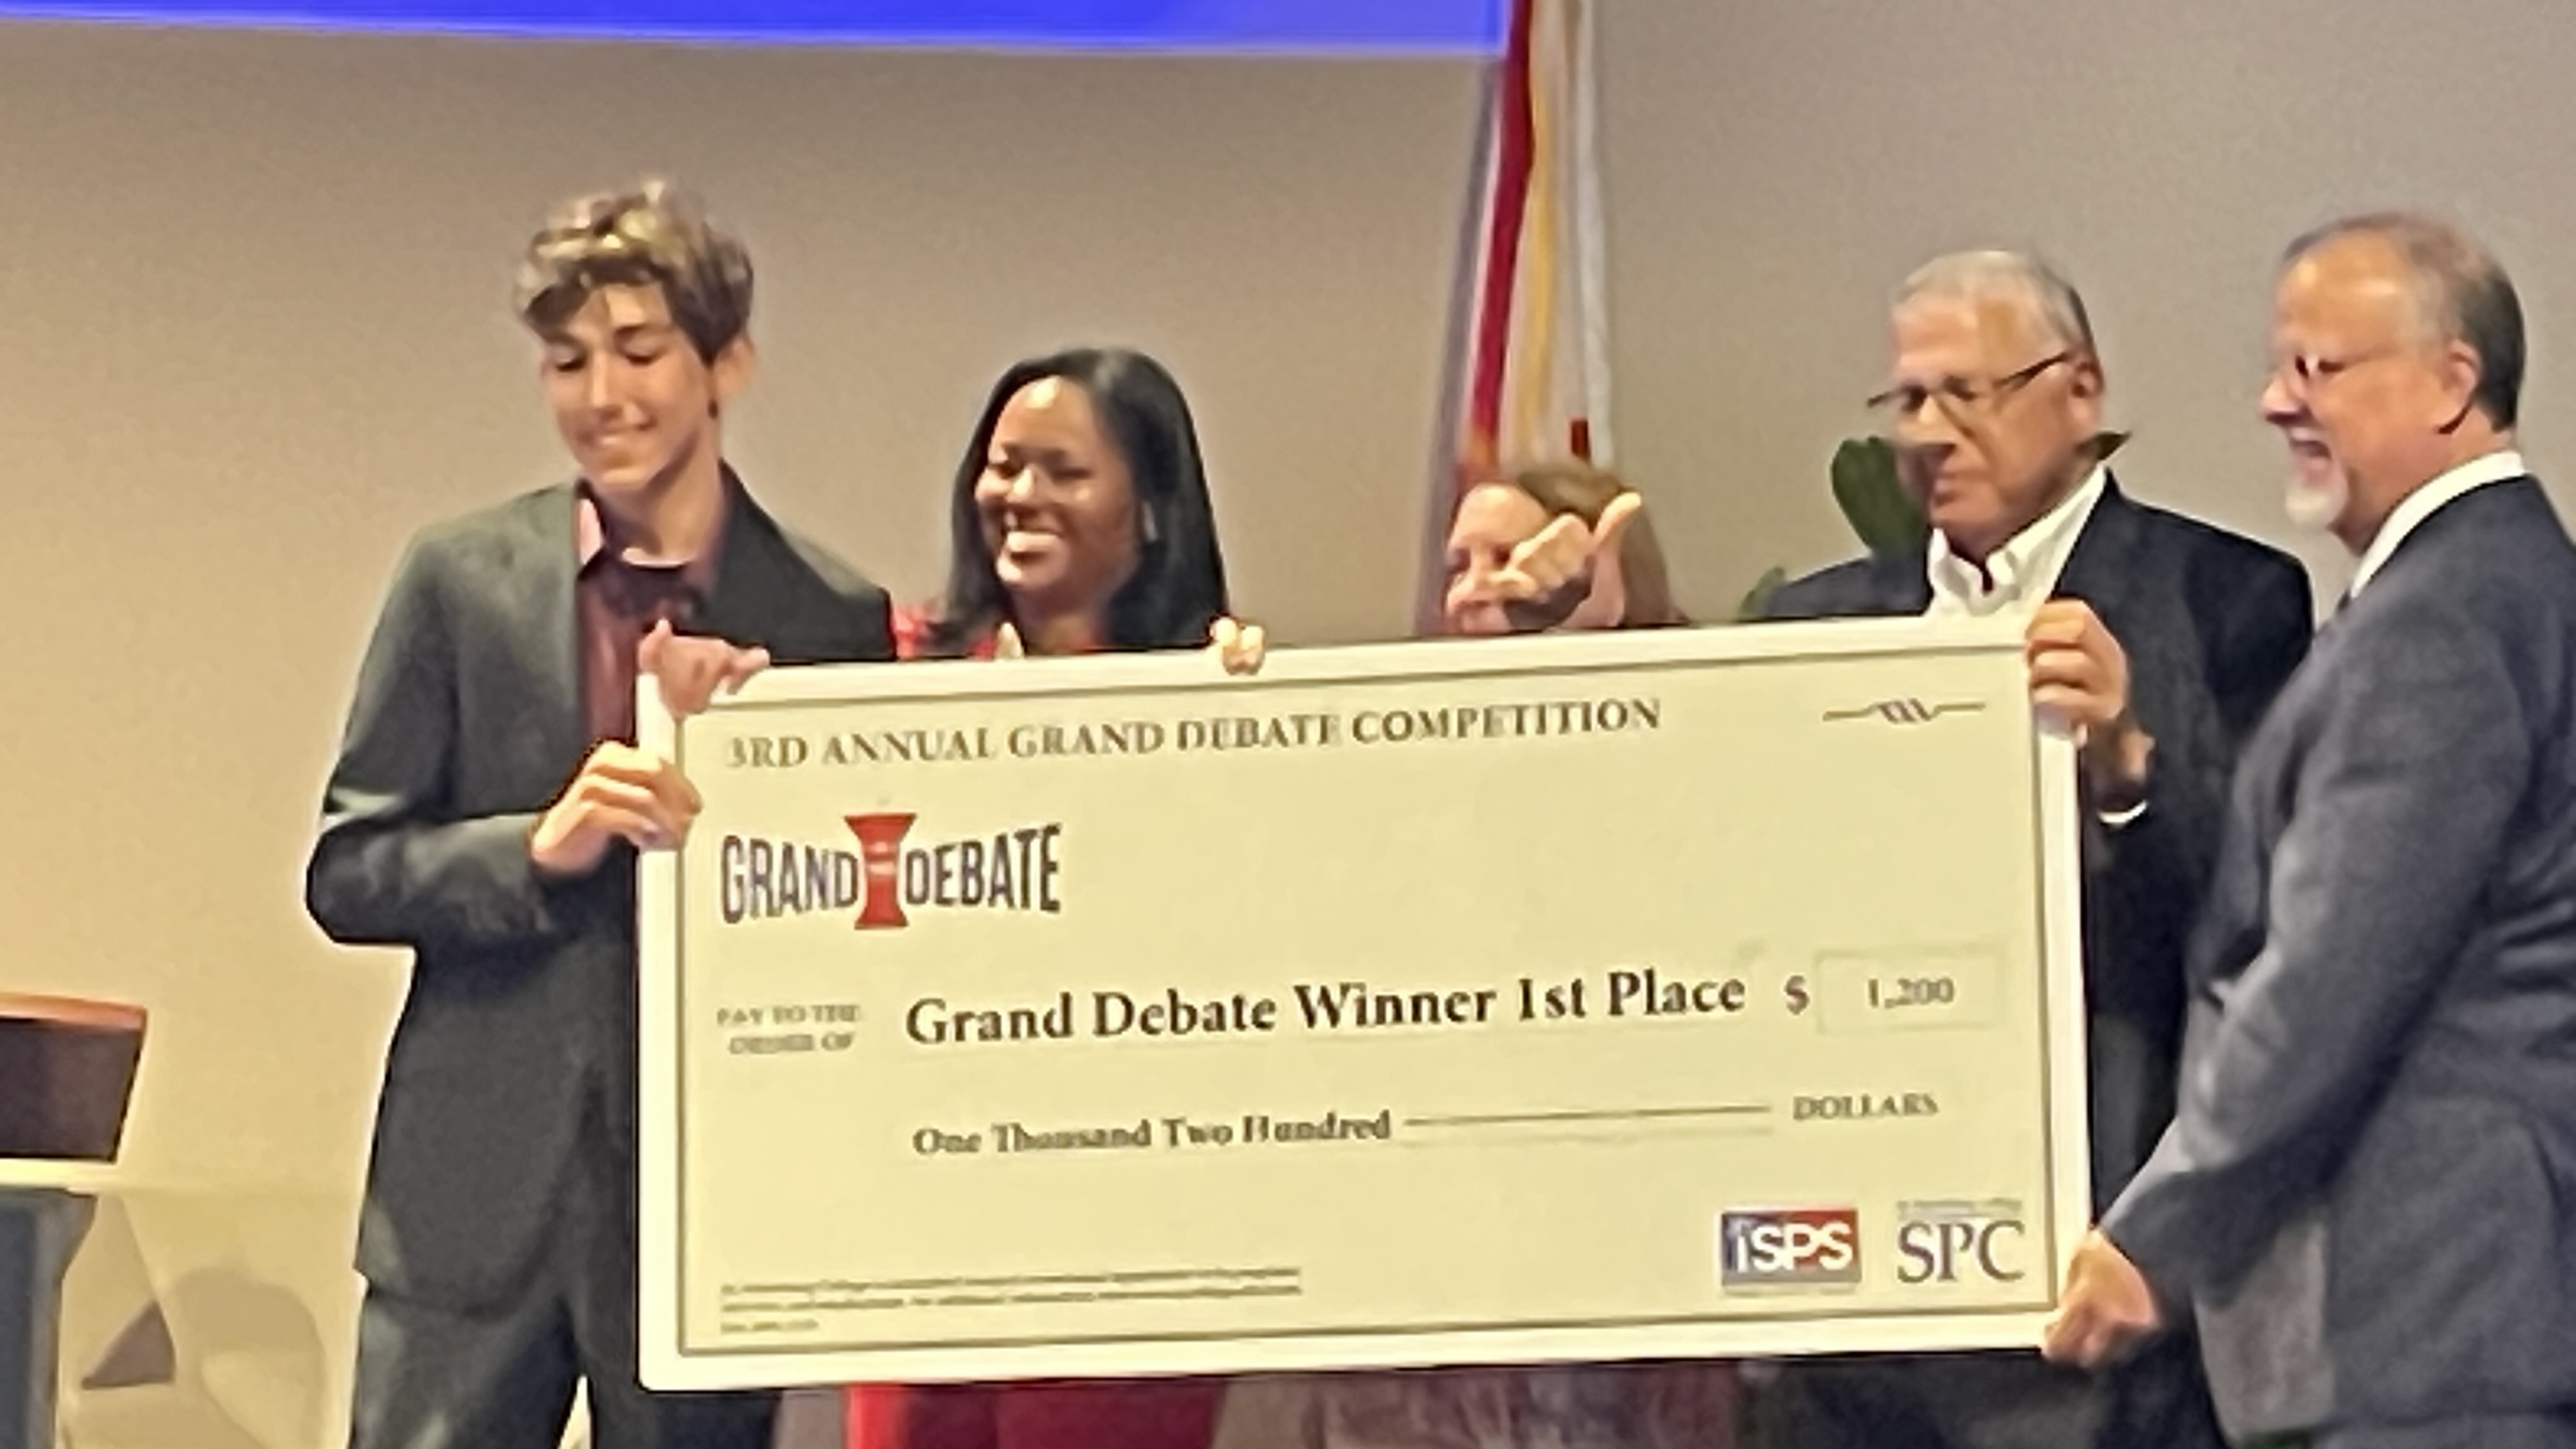 3RD ANNUAL GRAND DEBATE COMPETITION
GRAND DEBATE
PAY TO THE
ORDER OF
Grand Debate Winner 1st Place $ 1,200
One Thousand Two Hundred DOLLARS
iSPS
SPC